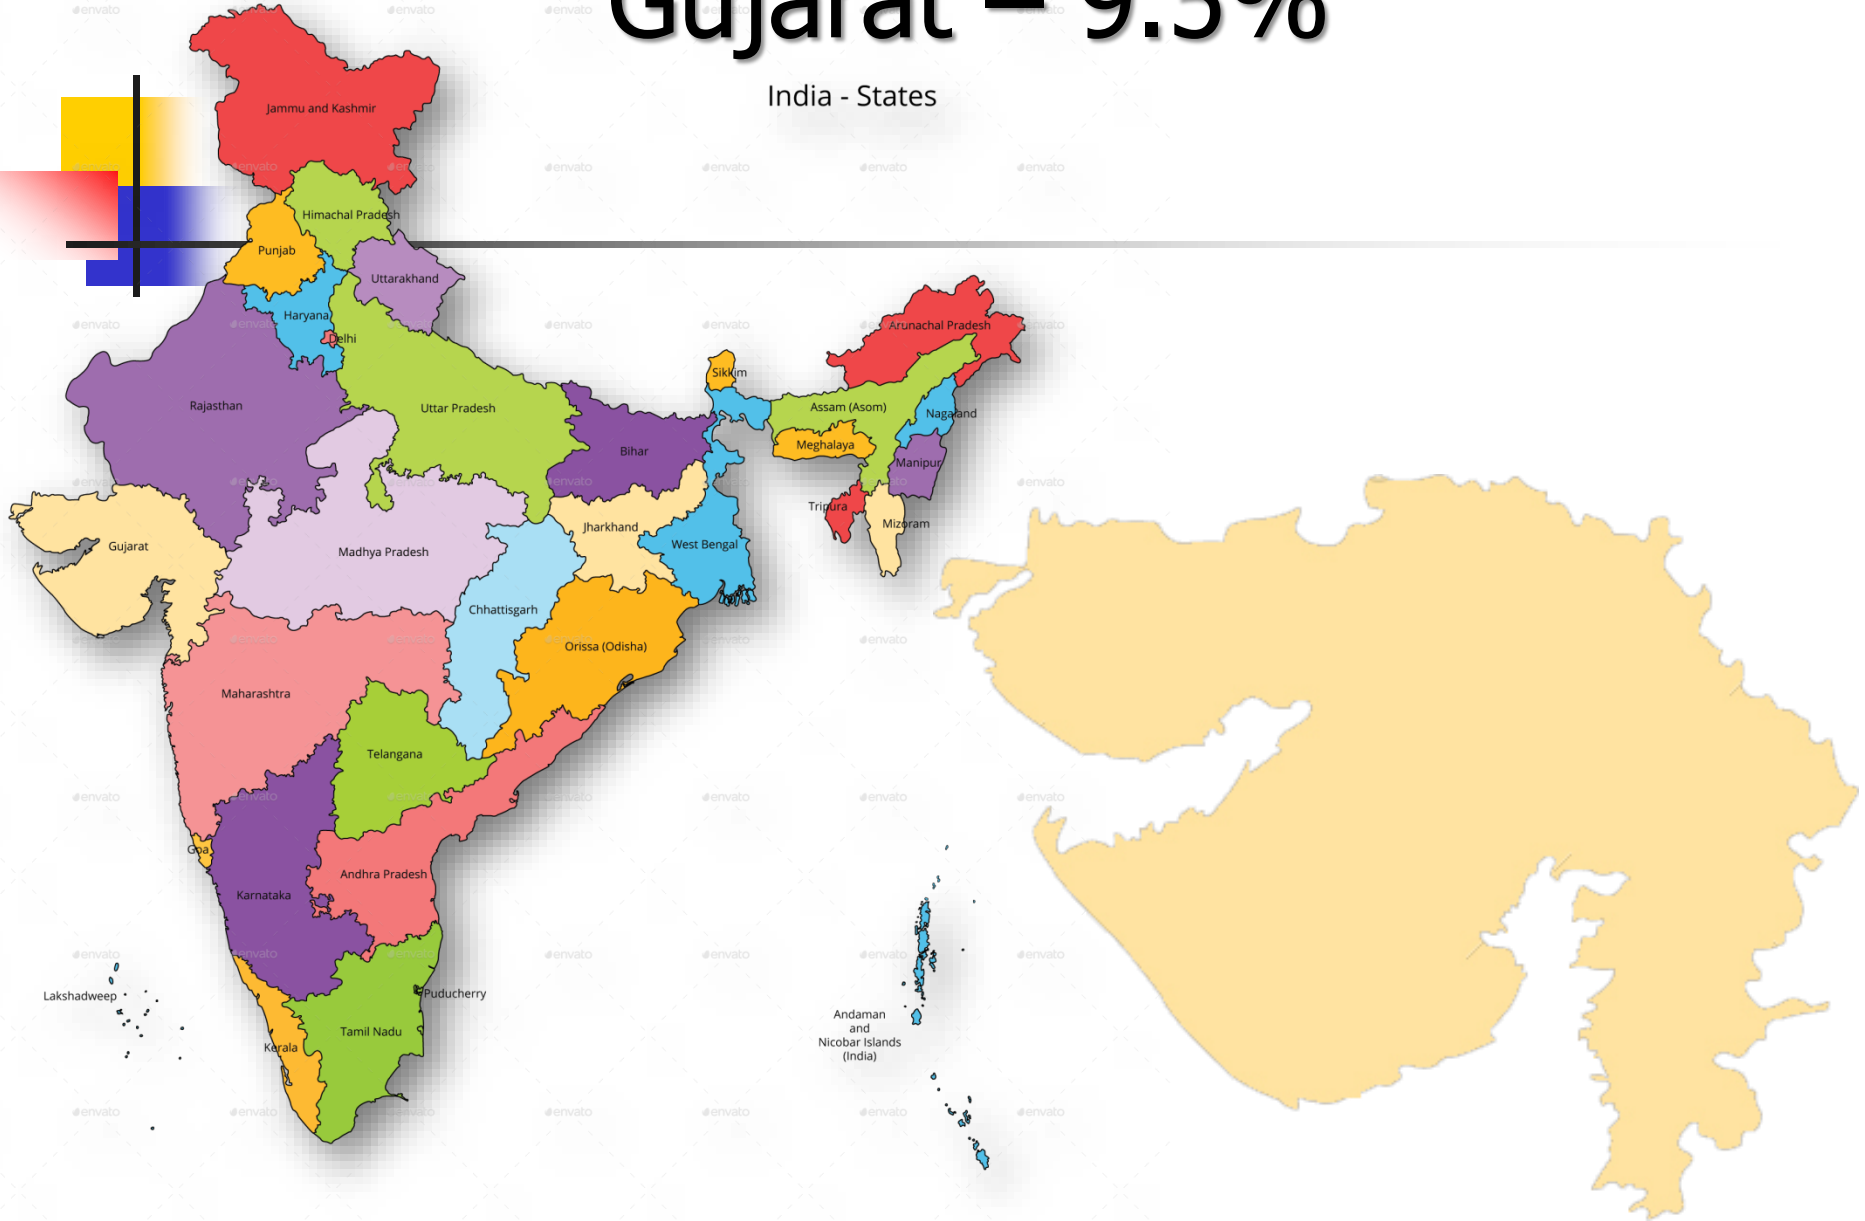 Gujarat – 9.5%
India - States
Jammu and Kashmir
Himachal Pradesh
Punjab
Uttarakhand
Haryana
Delhi
Arunachal Pradesh
Sikkim
Rajasthan
Uttar Pradesh
Assam (Asom)
Nagaland
Bihar
Meghalaya
Manipur
Tripura
Mizoram
Gujarat
Madhya Pradesh
Jharkhand
West Bengal
Chhattisgarh
Orissa (Odisha)
Maharashtra
Telangana
Goa
Andhra Pradesh
Karnataka
Lakshadweep
Puducherry
Tamil Nadu
Kerala
Andaman
and
Nicobar Islands
(India)
envato